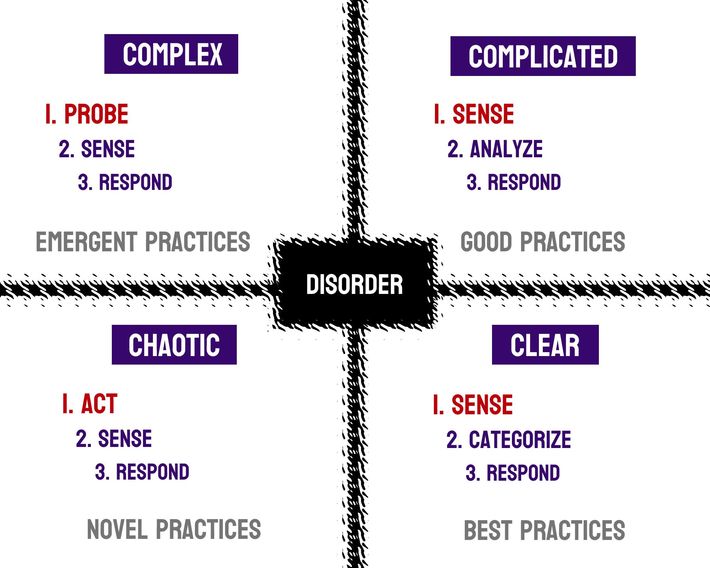 COMPLEX
1. PROBE
2. SENSE
3. RESPOND
EMERGENT PRACTICES
COMPLICATED
1. SENSE
2. ANALYZE
3. RESPOND
GOOD PRACTICES
DISORDER
CHAOTIC
1. ACT
2. SENSE
3. RESPOND
NOVEL PRACTICES
CLEAR
1. SENSE
2. CATEGORIZE
3. RESPOND
BEST PRACTICES